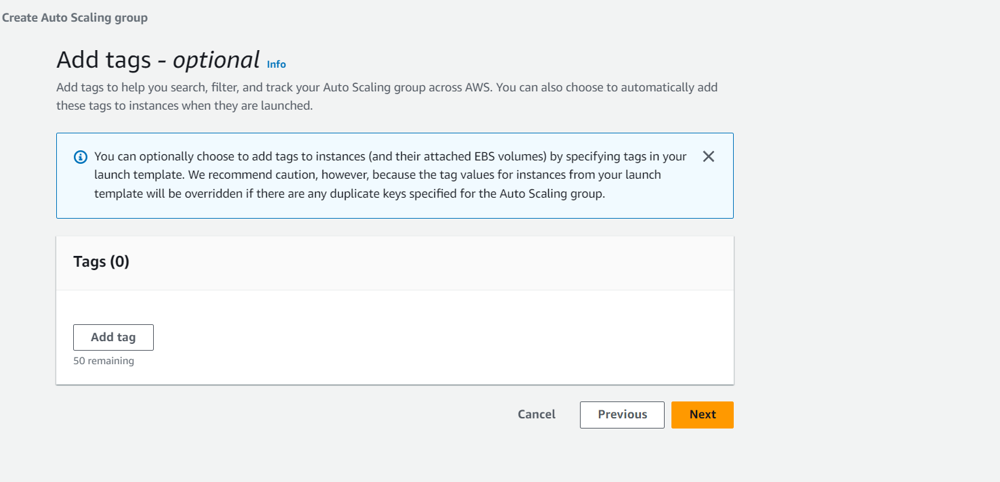 Create Auto Scaling group
Add tags - optional Info
Add tags to help you search, filter, and track your Auto Scaling group across AWS. You can also choose to automatically add
these tags to instances when they are launched.
You can optionally choose to add tags to instances (and their attached EBS volumes) by specifying tags in your
launch template. We recommend caution, however, because the tag values for instances from your launch
template will be overridden if there are any duplicate keys specified for the Auto Scaling group.
Tags (0)
Add tag
50 remaining
Cancel Previous Next